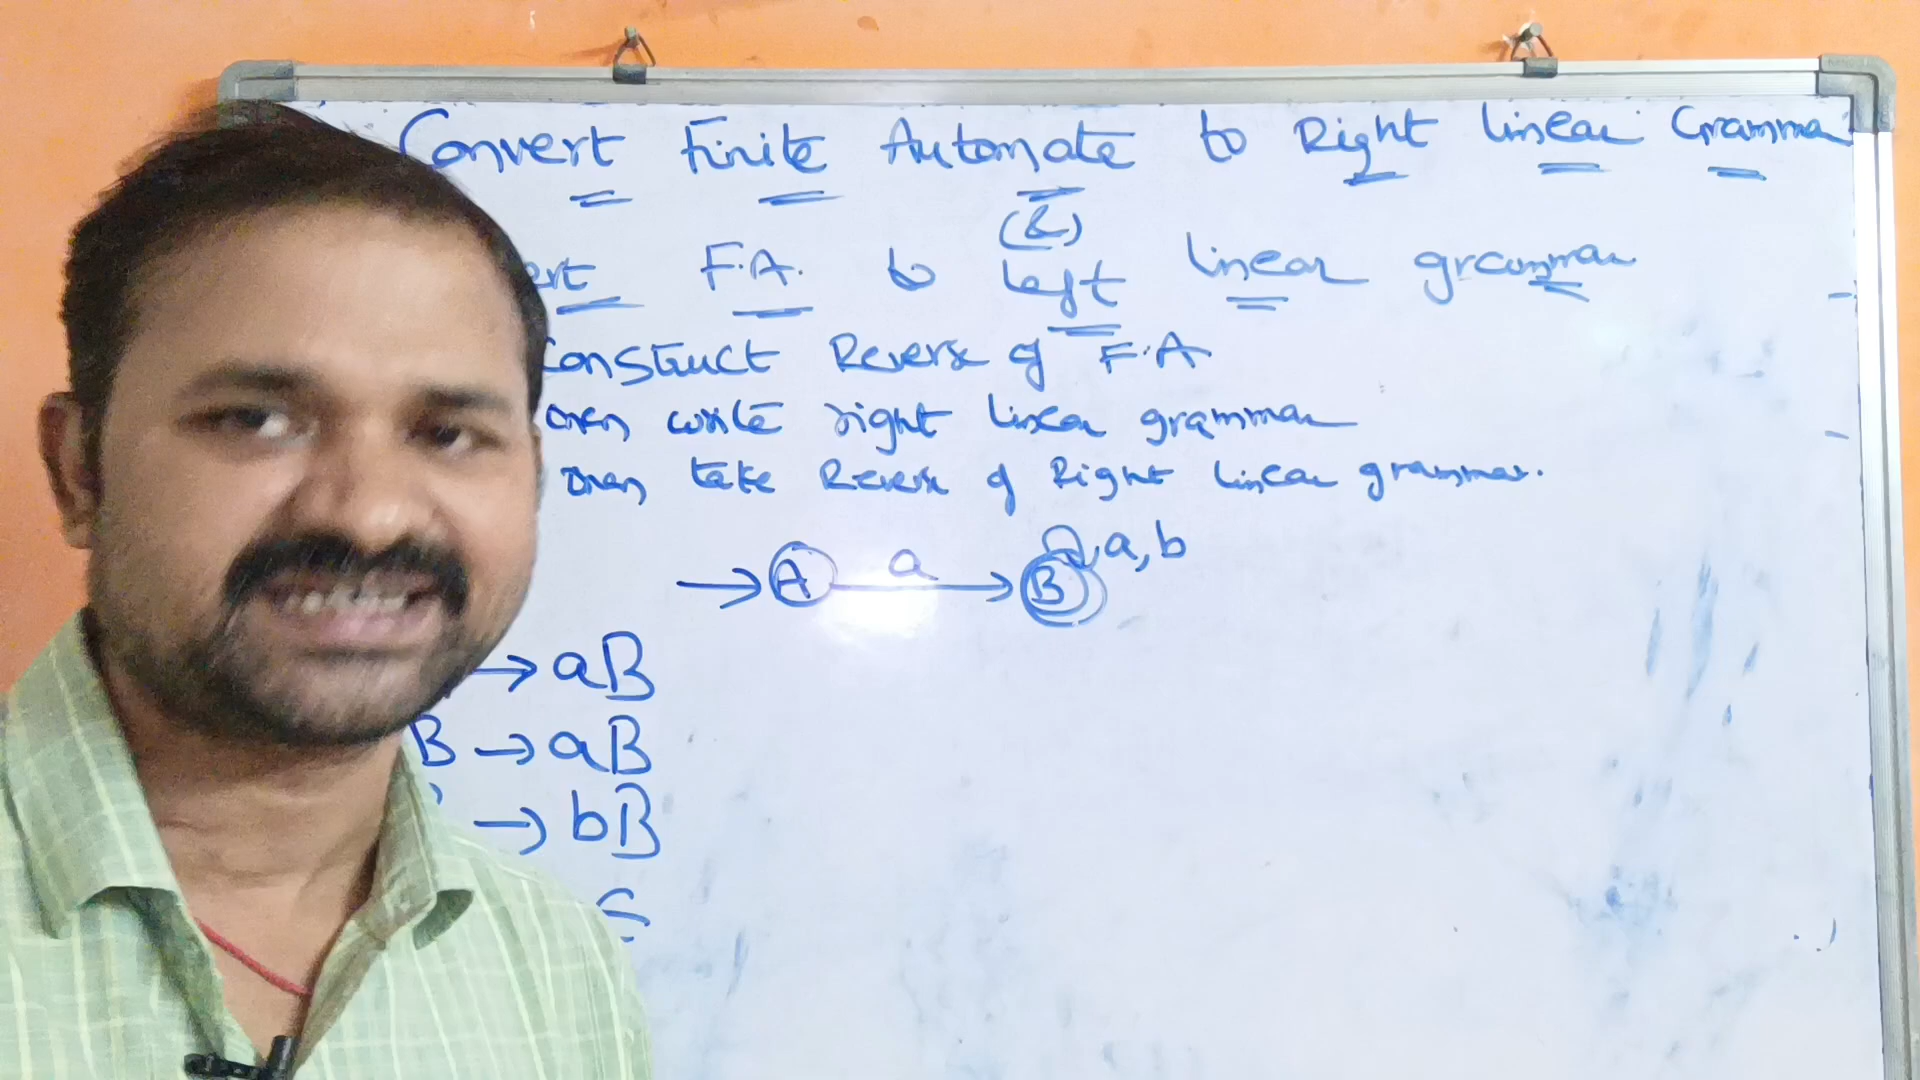 Convert Finite Automate to Right linear Gramma
(&)
ert F.A. to left linear grammar
Construct Reverse of F.A
then write right linear grammar
then take Reverse of Right linear grammar.
→ A a → B a, b
→ aB
B → aB
→ bB
ε